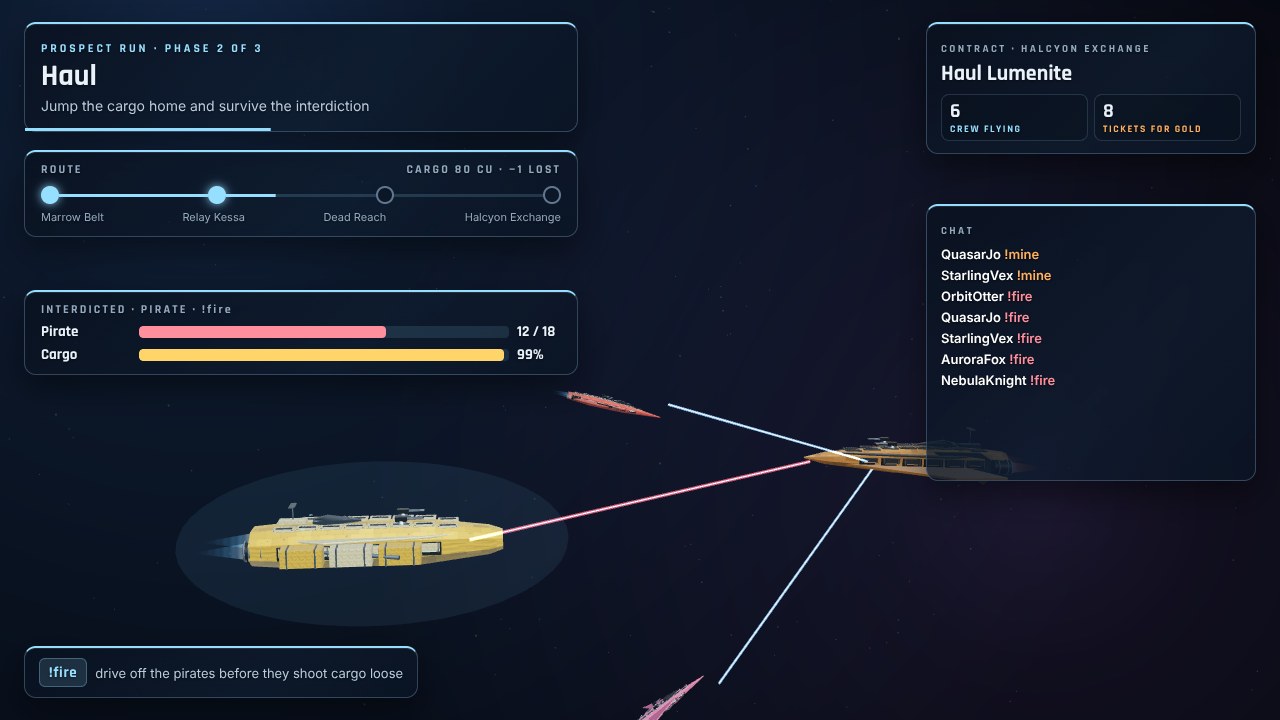 PROSPECT RUN · PHASE 2 OF 3
Haul
Jump the cargo home and survive the interdiction
ROUTE
CARGO 80 CU · −1 LOST
Marrow Belt
Relay Kessa
Dead Reach
Halcyon Exchange
INTERDICTED · PIRATE · !fire
Pirate
12 / 18
Cargo
99%
!fire
drive off the pirates before they shoot cargo loose
CONTRACT · HALCYON EXCHANGE
Haul Lumenite
6
CREW FLYING
8
TICKETS FOR GOLD
CHAT
QuasarJo !mine
StarlingVex !mine
OrbitOtter !fire
QuasarJo !fire
StarlingVex !fire
AuroraFox !fire
NebulaKnight !fire